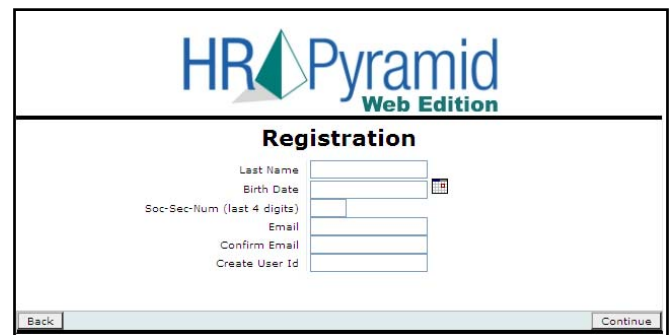 HR Pyramid
Web Edition
Registration
Last Name
Birth Date
Soc-Sec-Num (last 4 digits)
Email
Confirm Email
Create User Id
Back Continue